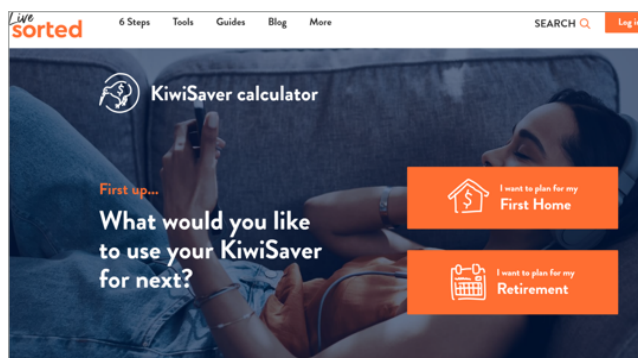 Live
sorted
6 Steps
Tools
Guides
Blog
More
SEARCH
Log i
KiwiSaver calculator
First up...
What would you like
to use your KiwiSaver
for next?
I want to plan for my
First Home
I want to plan for my
Retirement